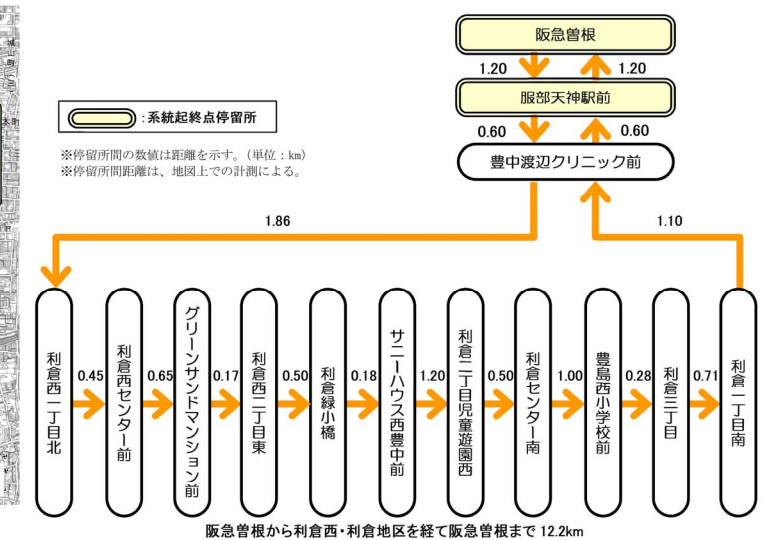 阪急曽根
1.20
1.20
服部天神駅前
：系統起終点停留所
0.60
0.60
※停留所間の数値は距離を示す。（単位：km）
※停留所間距離は、地図上での計測による。
豊中渡辺クリニック前
1.86
1.10
利倉西一丁目北
0.45
利倉西センター前
0.65
グリーンサンドマンション前
0.17
利倉西二丁目東
0.50
利倉緑小橋
0.18
サニーハウス西豊中前
1.20
利倉二丁目児童遊園西
0.50
利倉センター南
1.00
豊島西小学校前
0.28
利倉三丁目
0.71
利倉一丁目南
阪急曽根から利倉西・利倉地区を経て阪急曽根まで 12.2km